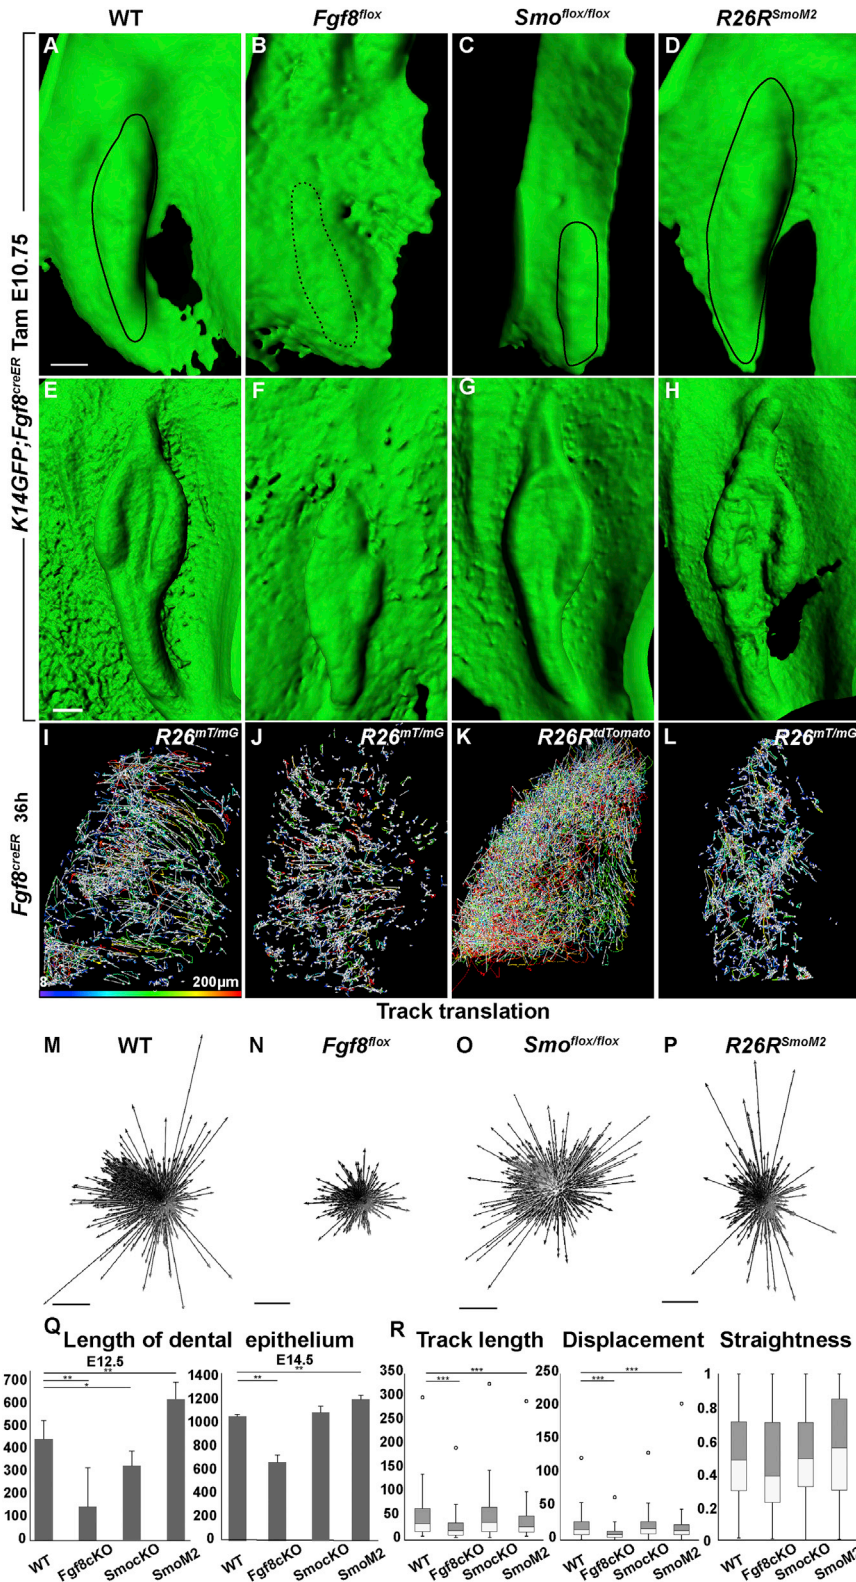 WT Fgf8flox Smoflox/flox R26RSmoM2
K14GFP;Fgf8creER Tam E10.75
A B C D
E F G H
Fgf8creER 36h
I R26mT/mG J R26mT/mG K R26RtdTomato L R26mT/mG
8 200µm
Track translation
M WT N Fgf8flox O Smoflox/flox P R26RSmoM2
Q Length of dental epithelium
E12.5 E14.5
** ** * ** **
700
600
500
400
300
200
100
0
WT Fgf8cKO SmocKO SmoM2
1400
1200
1000
800
600
400
200
0
WT Fgf8cKO SmocKO SmoM2
R Track length Displacement Straightness
*** *** *** ***
350
300
250
200
150
100
50
0
WT Fgf8cKO SmocKO SmoM2
250
200
150
100
50
0
WT Fgf8cKO SmocKO SmoM2
1
0.8
0.6
0.4
0.2
0
WT Fgf8cKO SmocKO SmoM2